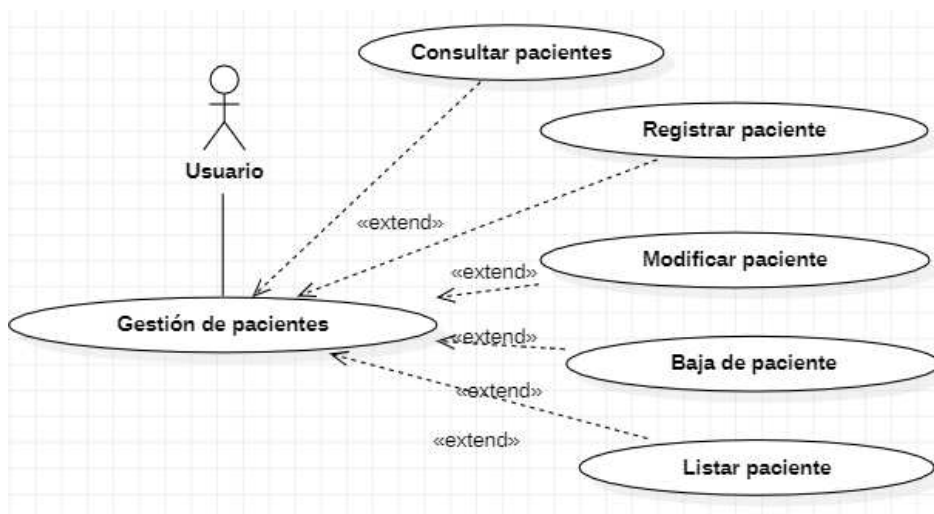 Consultar pacientes
Registrar paciente
Usuario
«extend»
Modificar paciente
«extend»
Gestión de pacientes
«extend»
Baja de paciente
«extend»
«extend»
Listar paciente